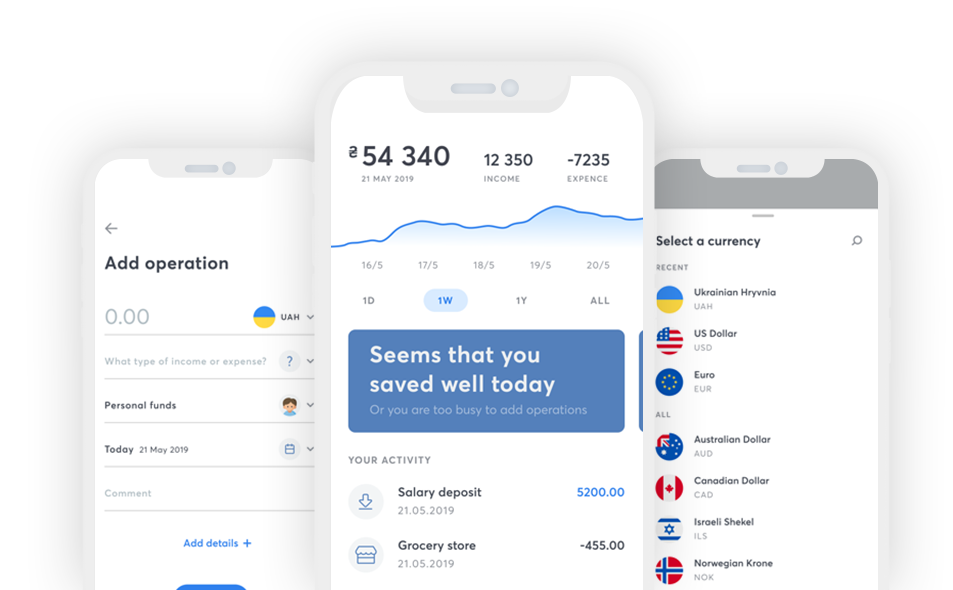 Add operation
0.00
UAH
What type of income or expense?
?
Personal funds
Today 21 May 2019
Comment
Add details +
₴ 54 340
21 MAY 2019
12 350
INCOME
-7235
EXPENCE
16/5 17/5 18/5 19/5 20/5
1D 1W 1Y ALL
Seems that you
saved well today
Or you are too busy to add operations
YOUR ACTIVITY
Salary deposit 5200.00
21.05.2019
Grocery store -455.00
21.05.2019
Select a currency
RECENT
Ukrainian Hryvnia
UAH
US Dollar
USD
Euro
EUR
ALL
Australian Dollar
AUD
Canadian Dollar
CAD
Israeli Shekel
ILS
Norwegian Krone
NOK